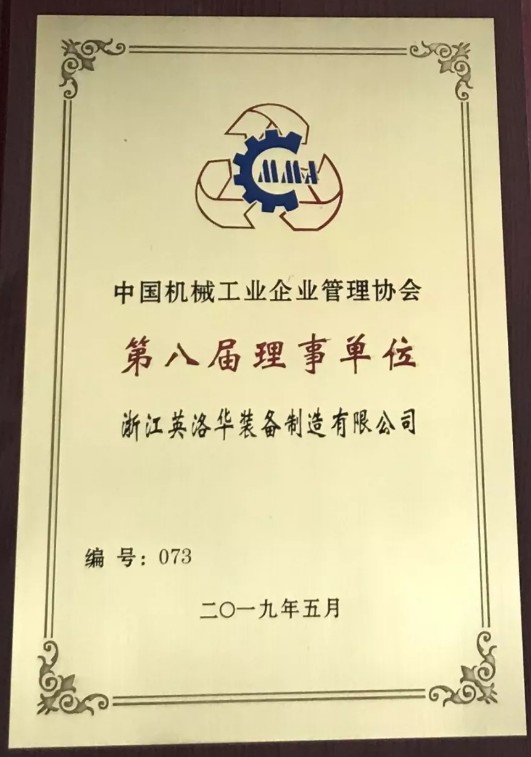 CMMA
中国机械工业企业管理协会
第八届理事单位
浙江英洛华装备制造有限公司
编 号：073
二〇一九年五月